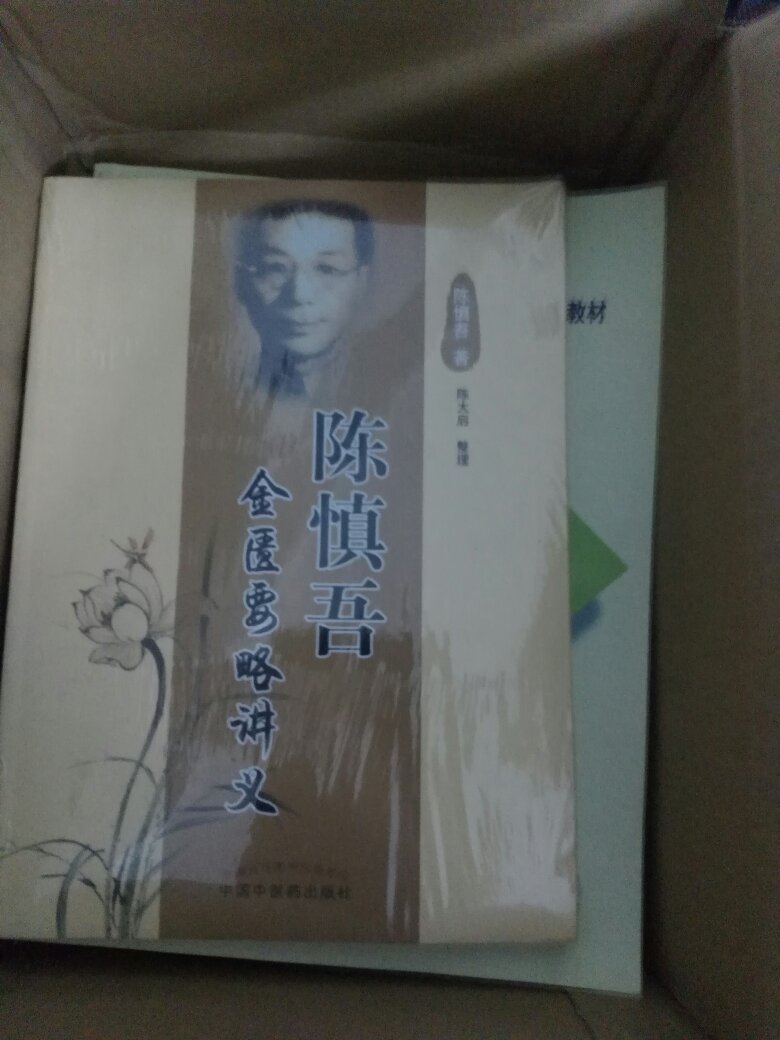 陈慎吾
金匮要略讲义
陈慎吾 著
陈大启 整理
中国中医药出版社
教材